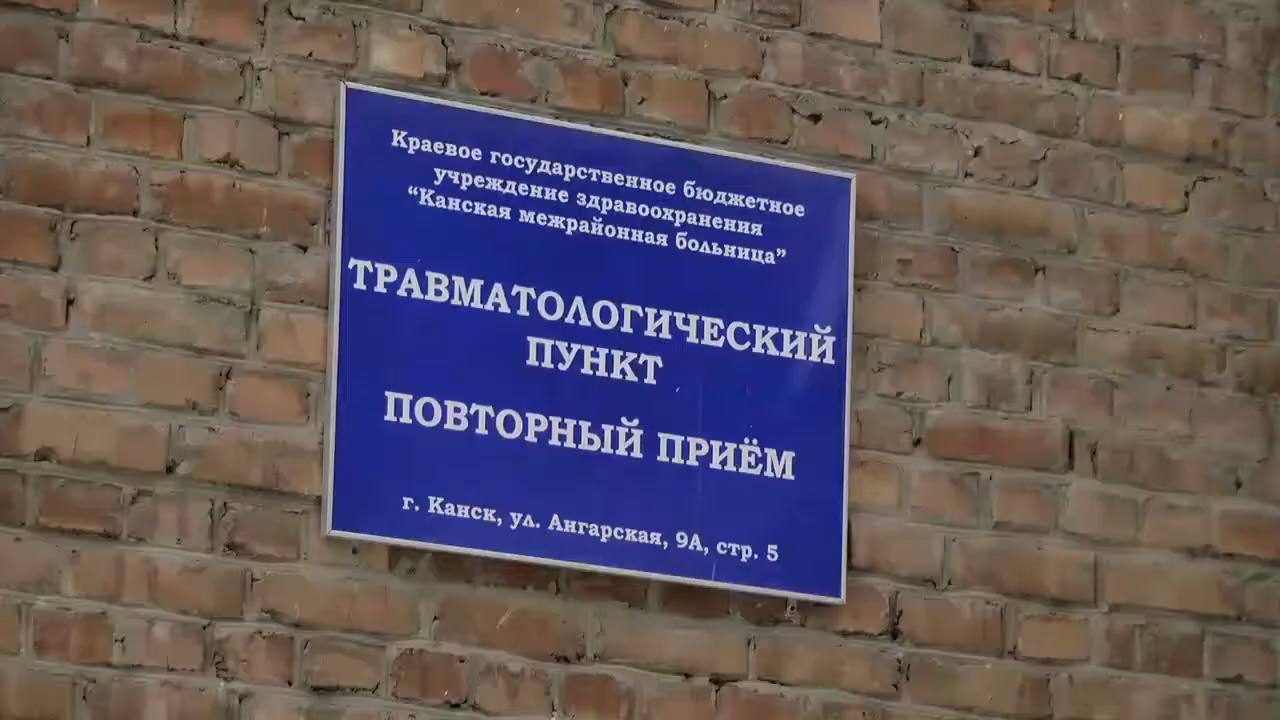 Краевое государственное бюджетное
учреждение здравоохранения
“Канская межрайонная больница”
ТРАВМАТОЛОГИЧЕСКИЙ
ПУНКТ
ПОВТОРНЫЙ ПРИЁМ
г. Канск, ул. Ангарская, 9А, стр. 5